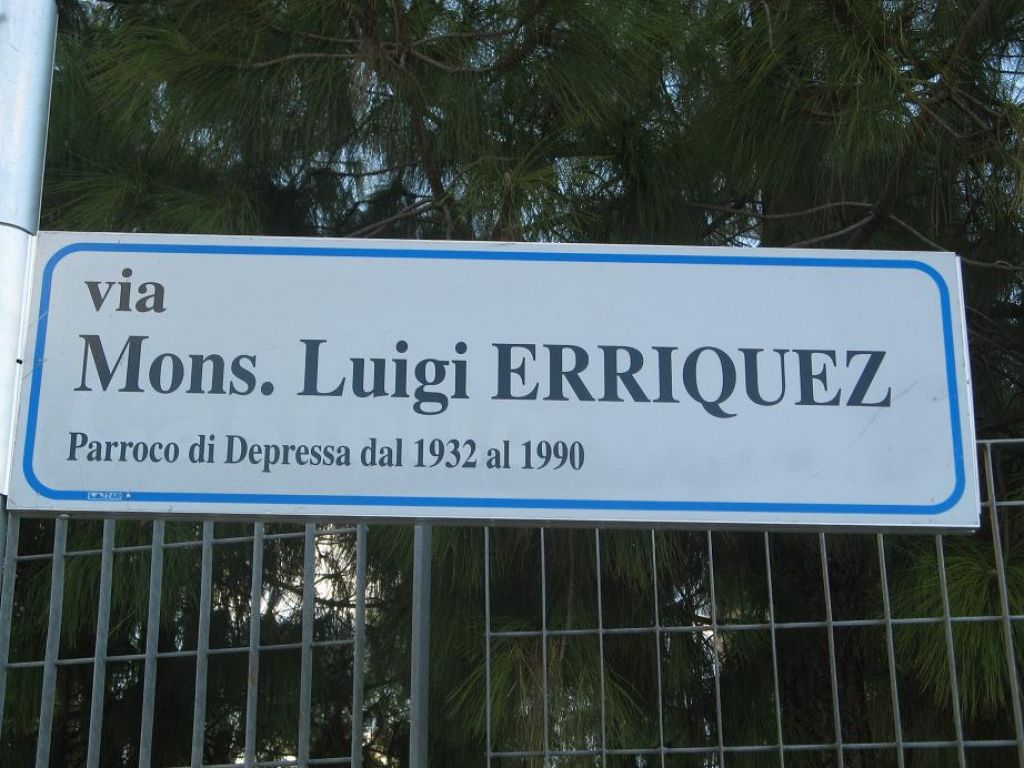 via
Mons. Luigi ERRIQUEZ
Parroco di Depressa dal 1932 al 1990